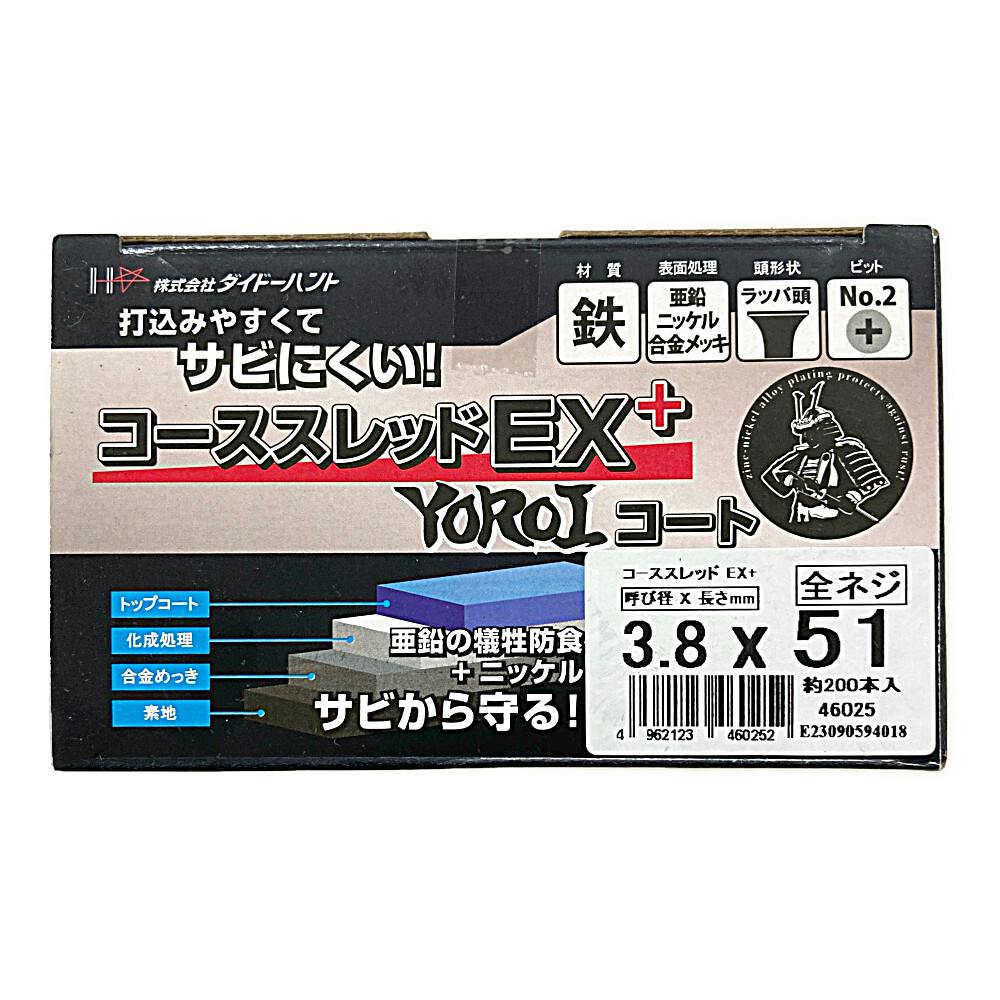 株式会社ダイドーハント
打込みやすくて
サビにくい!
コーススレッドEX+
YOROIコート
材質
鉄
表面処理
亜鉛
ニッケル
合金メッキ
頭形状
ラッパ頭
ビット
No.2
zinc-nickel alloy plating protects against rust!
トップコート
化成処理
合金めっき
素地
亜鉛の犠牲防食
+ニッケル
サビから守る!
コーススレッド EX+
呼び径 X 長さmm
全ネジ
3.8 x 51
約200本入
46025
4 962123 460252
E23090594018